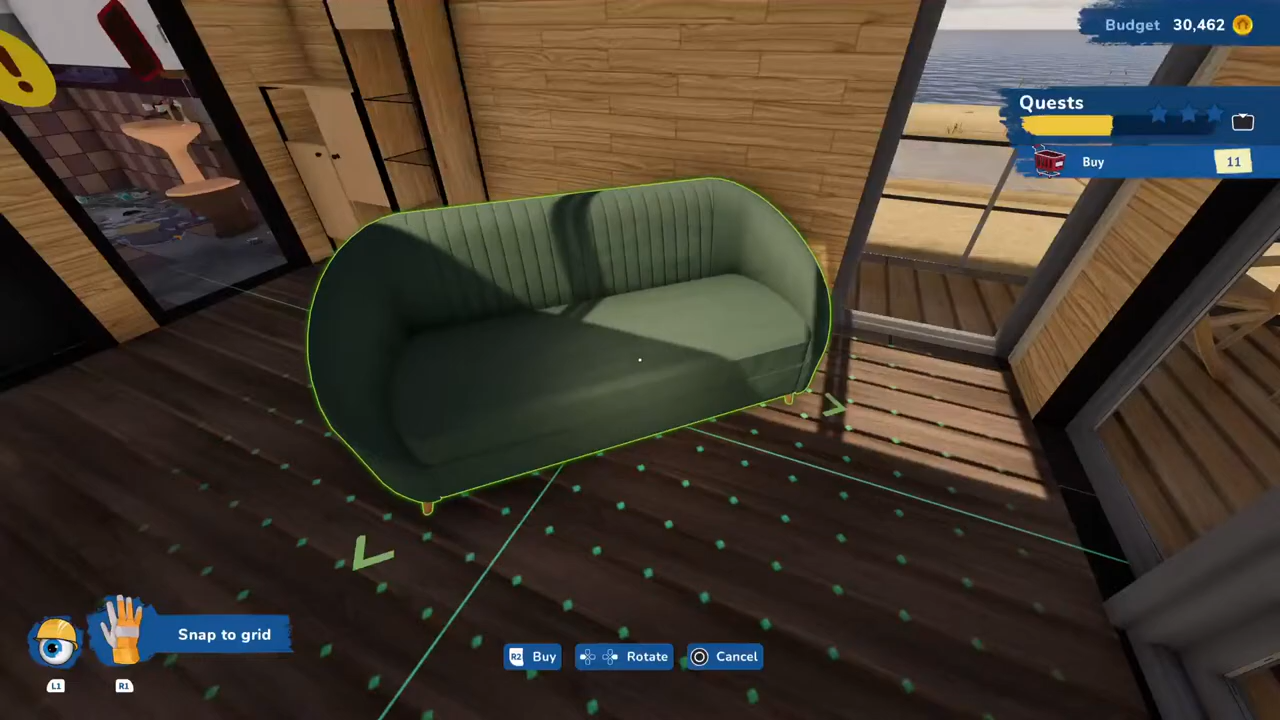 Budget 30,462
Quests
Buy 11
Snap to grid
L1 R1
R2 Buy Rotate Cancel